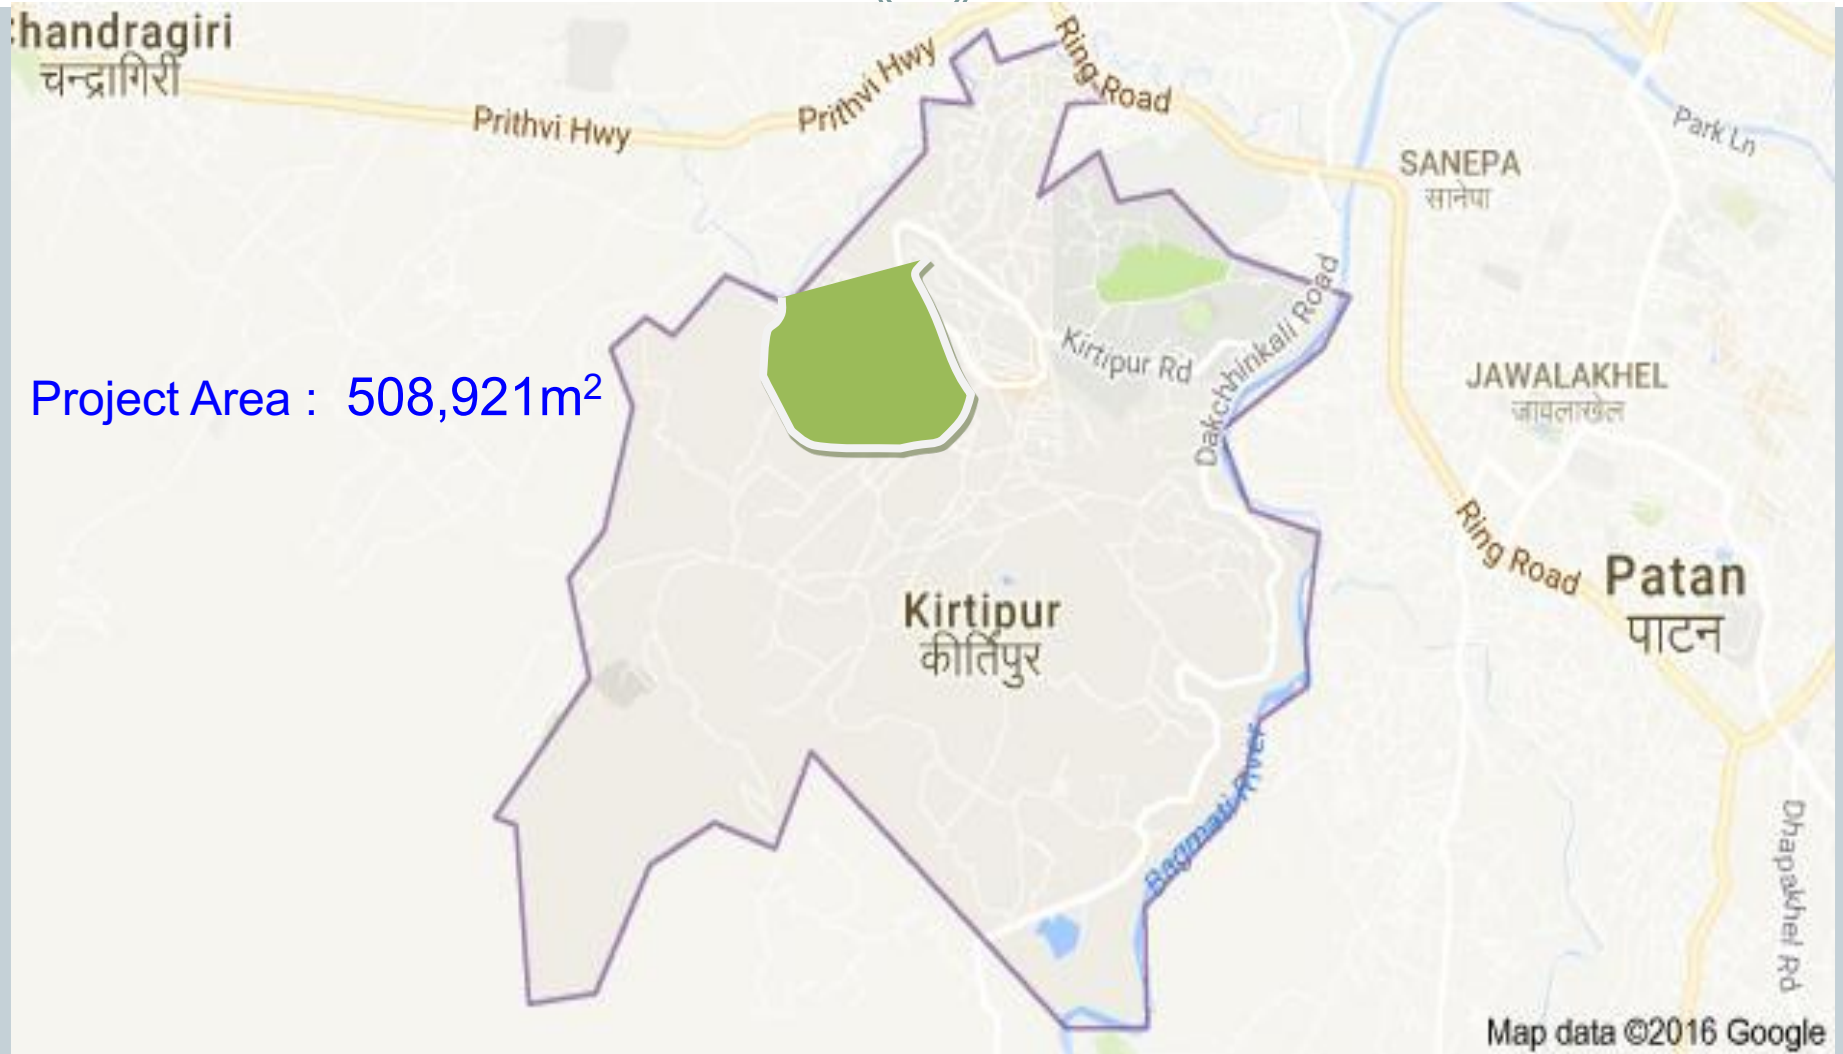 handragiri
चन्द्रागिरी
Prithvi Hwy
Prithvi Hwy
Ring Road
Park Ln
SANEPA
सानेपा
Dakchhinkali Road
Kirtipur Rd
Project Area : 508,921m²
JAWALAKHEL
जावलाखेल
Ring Road
Patan
पाटन
Kirtipur
कीर्तिपुर
Bagmati River
Dhapakhel Rd
Map data ©2016 Google